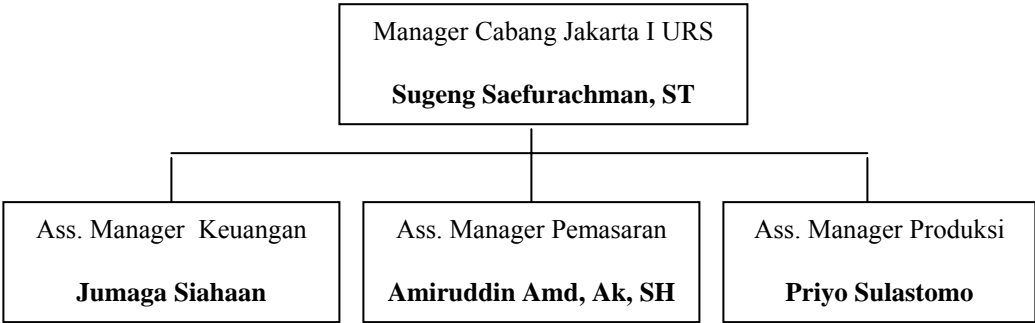 Manager Cabang Jakarta I URS
Sugeng Saefurachman, ST
Ass. Manager  Keuangan
Jumaga Siahaan
Ass. Manager Pemasaran
Amiruddin Amd, Ak, SH
Ass. Manager Produksi
Priyo Sulastomo